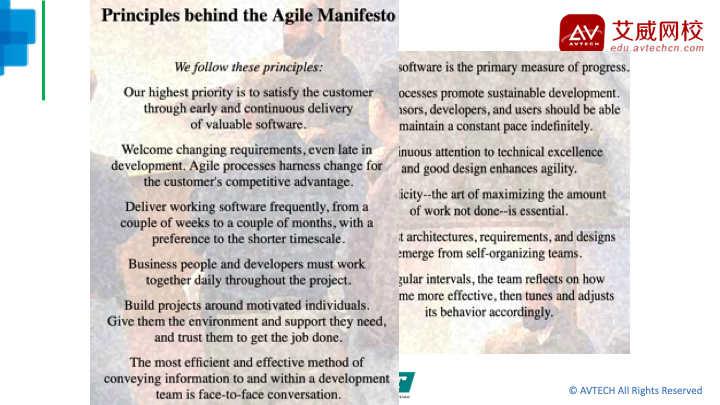 Principles behind the Agile Manifesto
We follow these principles:
Our highest priority is to satisfy the customer
through early and continuous delivery
of valuable software.
Welcome changing requirements, even late in
development. Agile processes harness change for
the customer's competitive advantage.
Deliver working software frequently, from a
couple of weeks to a couple of months, with a
preference to the shorter timescale.
Business people and developers must work
together daily throughout the project.
Build projects around motivated individuals.
Give them the environment and support they need,
and trust them to get the job done.
The most efficient and effective method of
conveying information to and within a development
team is face-to-face conversation.
AVTECH
艾威网校
edu.avtechcn.com
software is the primary measure of progress.
ocesses promote sustainable development.
nsors, developers, and users should be able
maintain a constant pace indefinitely.
inuous attention to technical excellence
and good design enhances agility.
licity--the art of maximizing the amount
of work not done--is essential.
st architectures, requirements, and designs
emerge from self-organizing teams.
gular intervals, the team reflects on how
me more effective, then tunes and adjusts
its behavior accordingly.
© AVTECH All Rights Reserved